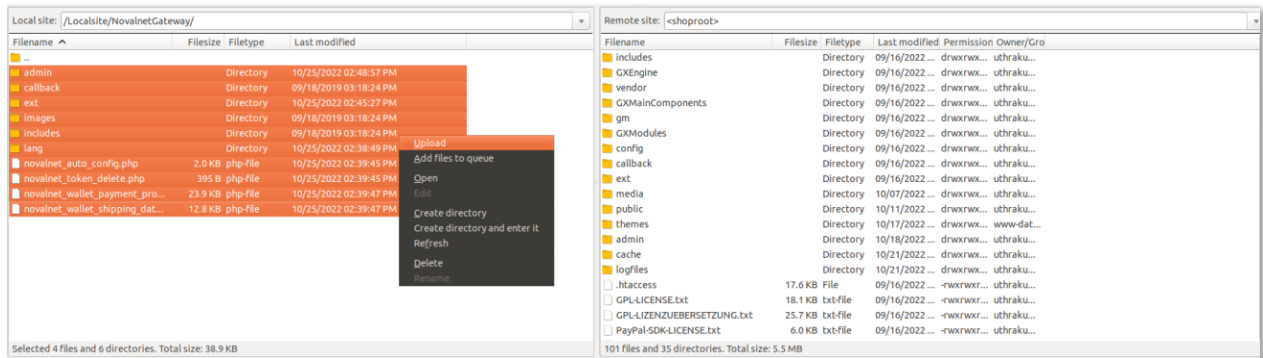 Local site: /Localsite/NovalnetGateway/
Filename Filesize Filetype Last modified
..
admin Directory 10/25/2022 02:48:57 PM
callback Directory 09/18/2019 03:18:24 PM
ext Directory 10/25/2022 02:45:27 PM
images Directory 09/18/2019 03:18:24 PM
includes Directory 09/18/2019 03:18:24 PM
lang Directory 10/25/2022 02:38:49 PM
novalnet_auto_config.php 2.0 KB php-file 10/25/2022 02:39:45 PM
novalnet_token_delete.php 395 B php-file 10/25/2022 02:39:45 PM
novalnet_wallet_payment_pro... 23.9 KB php-file 10/25/2022 02:39:47 PM
novalnet_wallet_shipping_dat... 12.8 KB php-file 10/25/2022 02:39:47 PM
Upload
Add files to queue
Open
Edit
Create directory
Create directory and enter it
Refresh
Delete
Rename
Selected 4 files and 6 directories. Total size: 38.9 KB
Remote site: <shoproot>
Filename Filesize Filetype Last modified Permission Owner/Gro
includes Directory 09/16/2022 ... drwxrwx... uthraku...
GXEngine Directory 09/16/2022 ... drwxrwx... uthraku...
vendor Directory 09/16/2022 ... drwxrwx... uthraku...
GXMainComponents Directory 09/16/2022 ... drwxrwx... uthraku...
gm Directory 09/16/2022 ... drwxrwx... uthraku...
GXModules Directory 09/16/2022 ... drwxrwx... uthraku...
config Directory 09/16/2022 ... drwxrwx... uthraku...
callback Directory 09/16/2022 ... drwxrwx... uthraku...
ext Directory 09/16/2022 ... drwxrwx... uthraku...
media Directory 10/07/2022 ... drwxrwx... uthraku...
public Directory 10/11/2022 ... drwxrwx... uthraku...
themes Directory 10/17/2022 ... drwxrwx... www-dat...
admin Directory 10/18/2022 ... drwxrwx... uthraku...
cache Directory 10/21/2022 ... drwxrwx... uthraku...
logfiles Directory 10/21/2022 ... drwxrwx... uthraku...
.htaccess 17.6 KB File 09/16/2022 ... -rwxrwxr... uthraku...
GPL-LICENSE.txt 18.1 KB txt-file 09/16/2022 ... -rwxrwxr... uthraku...
GPL-LIZENZUEBERSETZUNG.txt 25.7 KB txt-file 09/16/2022 ... -rwxrwxr... uthraku...
PayPal-SDK-LICENSE.txt 6.0 KB txt-file 09/16/2022 ... -rwxrwxr... uthraku...
101 files and 35 directories. Total size: 5.5 MB